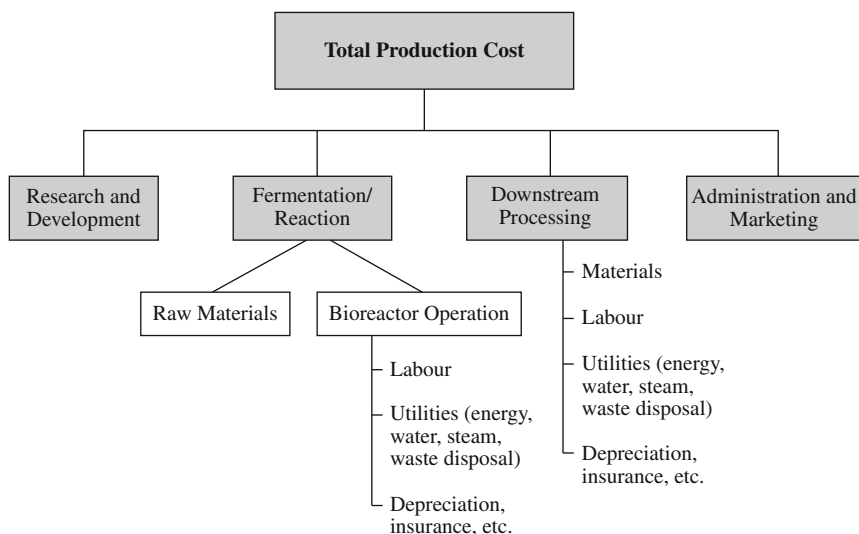 Total Production Cost
Research and
Development
Fermentation/
Reaction
Downstream
Processing
Administration and
Marketing
Raw Materials
Bioreactor Operation
Labour
Utilities (energy,
water, steam,
waste disposal)
Depreciation,
insurance, etc.
Materials
Labour
Utilities (energy,
water, steam,
waste disposal)
Depreciation,
insurance, etc.